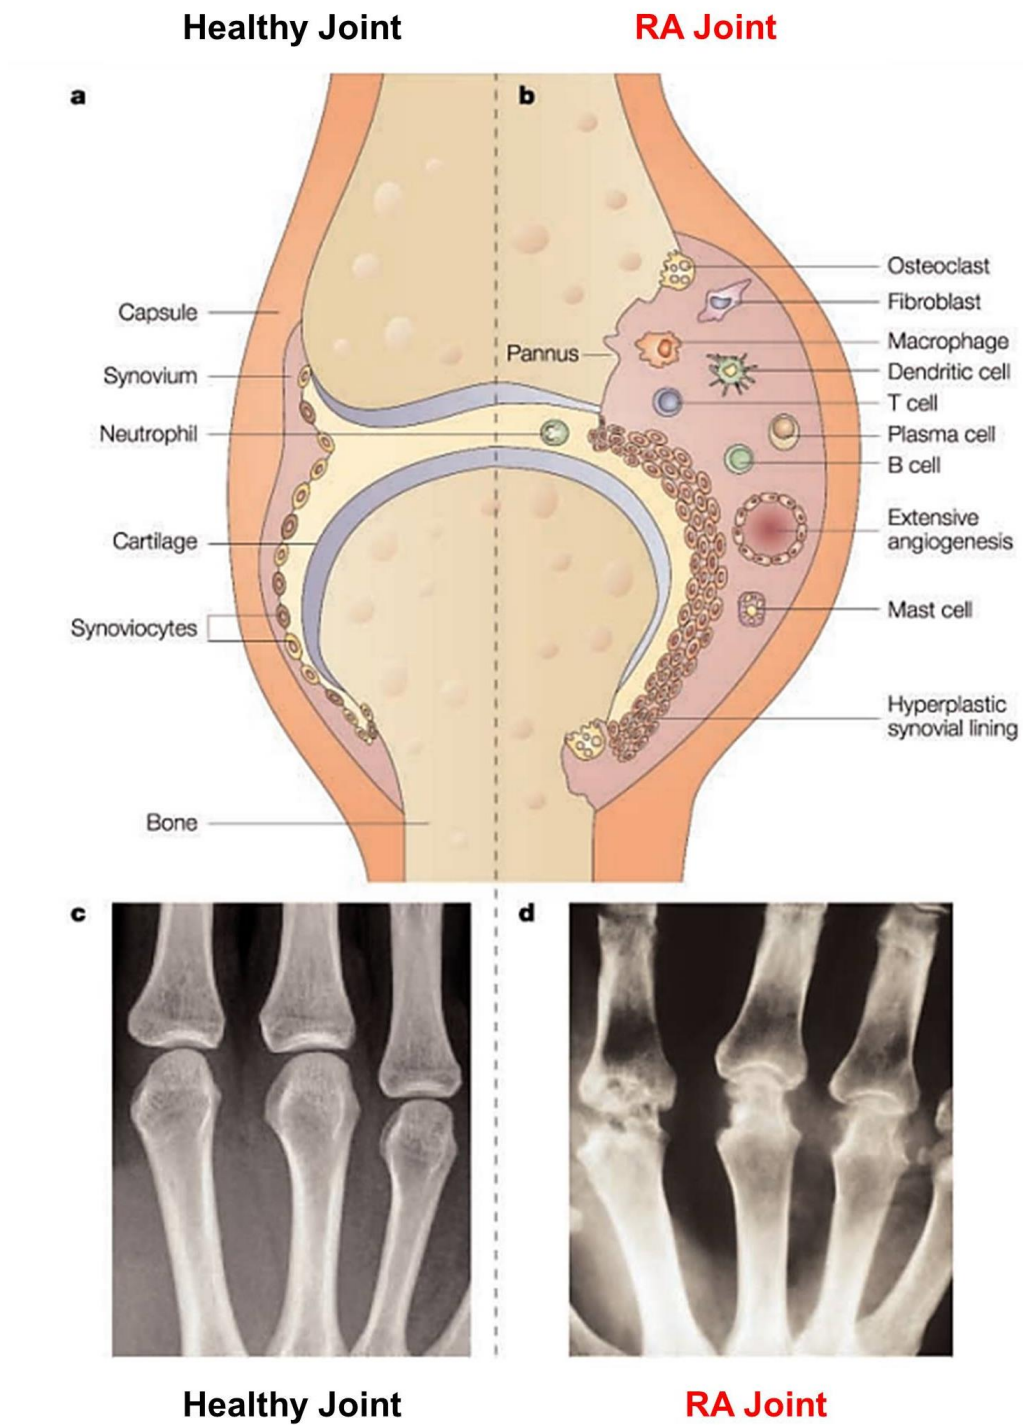 Healthy Joint
RA Joint
a
b
Capsule
Synovium
Neutrophil
Cartilage
Synoviocytes
Bone
Pannus
Osteoclast
Fibroblast
Macrophage
Dendritic cell
T cell
Plasma cell
B cell
Extensive
angiogenesis
Mast cell
Hyperplastic
synovial lining
c
d
Healthy Joint
RA Joint